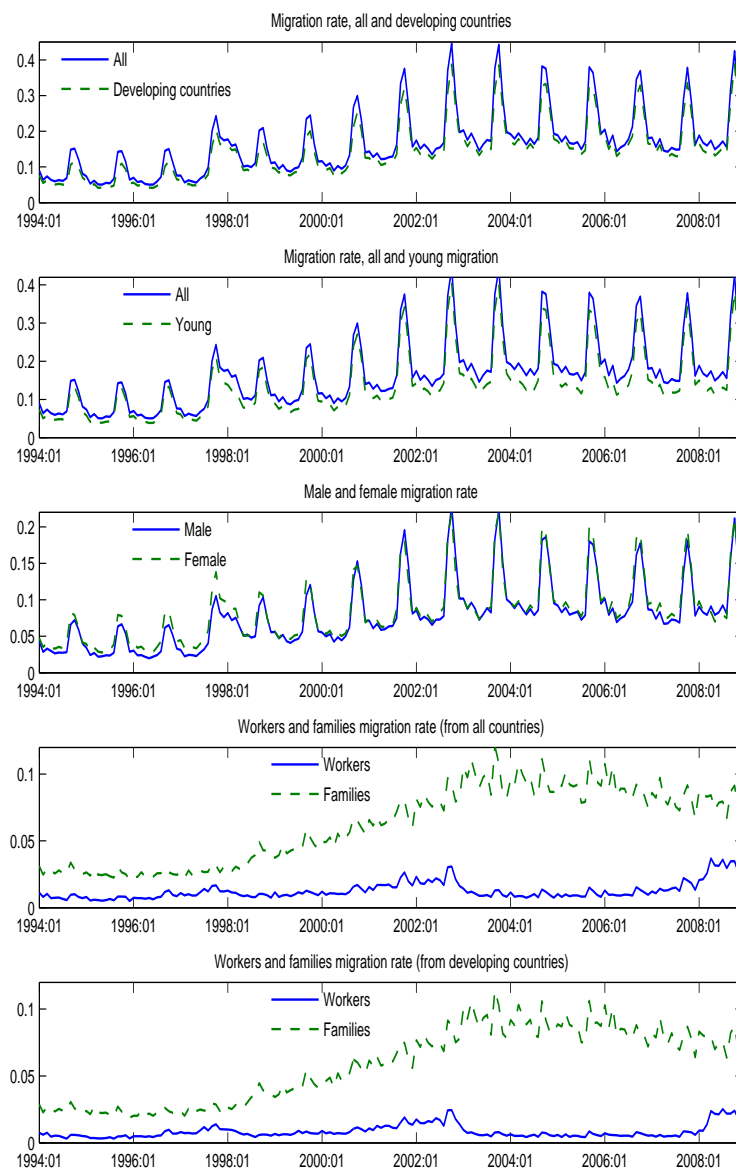 Migration rate, all and developing countries
0.4
All
Developing countries
0.3
0.2
0.1
0
1994:01 1996:01 1998:01 2000:01 2002:01 2004:01 2006:01 2008:01
Migration rate, all and young migration
0.4
All
Young
0.3
0.2
0.1
0
1994:01 1996:01 1998:01 2000:01 2002:01 2004:01 2006:01 2008:01
Male and female migration rate
0.2
Male
Female
0.15
0.1
0.05
0
1994:01 1996:01 1998:01 2000:01 2002:01 2004:01 2006:01 2008:01
Workers and families migration rate (from all countries)
0.1
Workers
Families
0.05
0
1994:01 1996:01 1998:01 2000:01 2002:01 2004:01 2006:01 2008:01
Workers and families migration rate (from developing countries)
0.1
Workers
Families
0.05
0
1994:01 1996:01 1998:01 2000:01 2002:01 2004:01 2006:01 2008:01